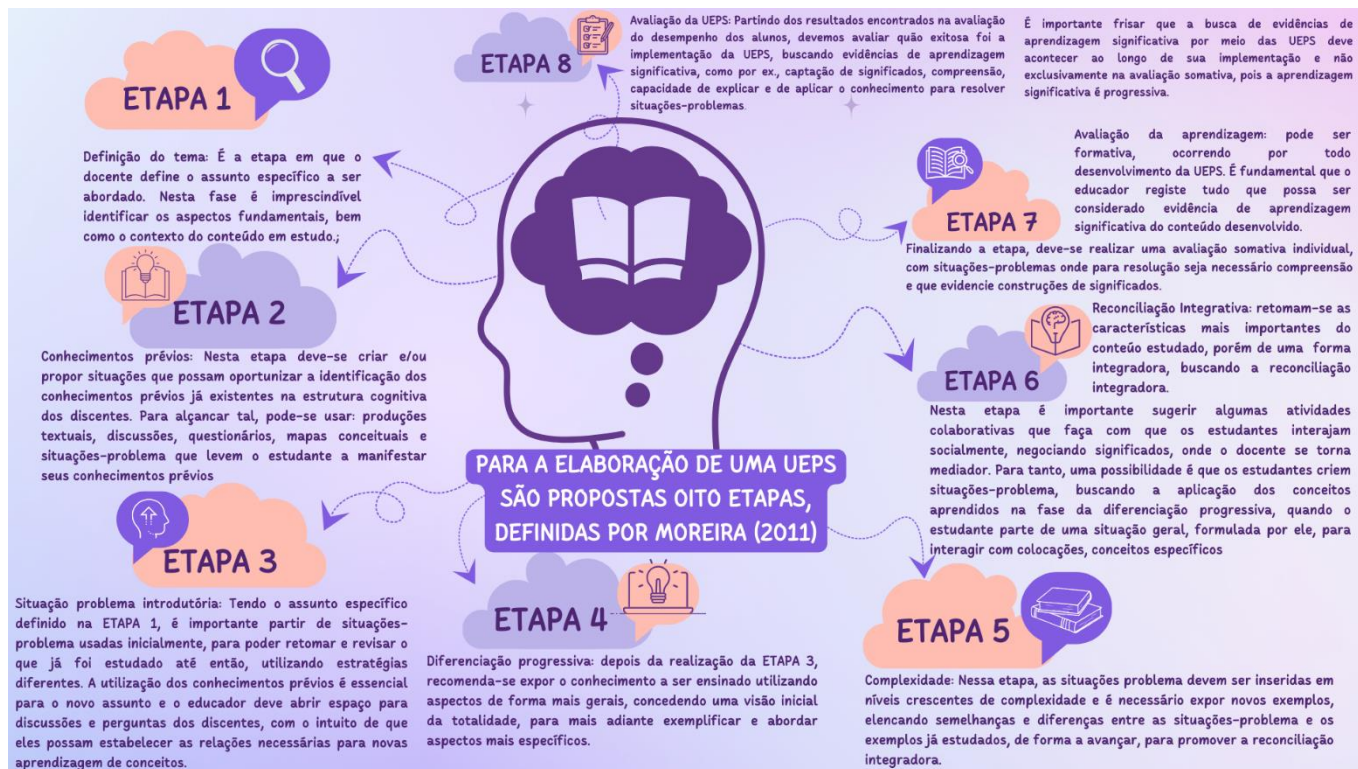 ETAPA 1
Definição do tema: É a etapa em que o
docente define o assunto específico a ser
abordado. Nesta fase é imprescindível
identificar os aspectos fundamentais, bem
como o contexto do conteúdo em estudo.;
ETAPA 2
Conhecimentos prévios: Nesta etapa deve-se criar e/ou
propor situações que possam oportunizar a identificação dos
conhecimentos prévios já existentes na estrutura cognitiva
dos discentes. Para alçancar tal, pode-se usar: produções
textuais, discussões, questionários, mapas conceituais e
situações-problema que levem o estudante a manifestar
seus conhecimentos prévios
ETAPA 3
Situação problema introdutória: Tendo o assunto específico
definido na ETAPA 1, é importante partir de situações-
problema usadas inicialmente, para poder retomar e revisar o
que já foi estudado até então, utilizando estratégias
diferentes. A utilização dos conhecimentos prévios é essencial
para o novo assunto e o educador deve abrir espaço para
discussões e perguntas dos discentes, com o intuito de que
eles possam estabelecer as relações necessárias para novas
aprendizagem de conceitos.
PARA A ELABORAÇÃO DE UMA UEPS
SÃO PROPOSTAS OITO ETAPAS,
DEFINIDAS POR MOREIRA (2011)
ETAPA 4
Diferenciação progressiva: depois da realização da ETAPA 3,
recomenda-se expor o conhecimento a ser ensinado utilizando
aspectos de forma mais gerais, concedendo uma visão inicial
da totalidade, para mais adiante exemplificar e abordar
aspectos mais específicos.
ETAPA 5
Complexidade: Nessa etapa, as situações problema devem ser inseridas em
níveis crescentes de complexidade e é necessário expor novos exemplos,
elencando semelhanças e diferenças entre as situações-problema e os
exemplos já estudados, de forma a avançar, para promover a reconciliação
integradora.
ETAPA 6
Reconciliação Integrativa: retomam-se as
características mais importantes do
conteúo estudado, porém de uma forma
integradora, buscando a reconciliação
integradora.
Nesta etapa é importante sugerir algumas atividades
colaborativas que faça com que os estudantes interajam
socialmente, negociando significados, onde o docente se torna
mediador. Para tanto, uma possibilidade é que os estudantes criem
situações-problema, buscando a aplicação dos conceitos
aprendidos na fase da diferenciação progressiva, quando o
estudante parte de uma situação geral, formulada por ele, para
interagir com colocações, conceitos específicos
ETAPA 7
Avaliação da aprendizagem: pode ser
formativa, ocorrendo por todo
desenvolvimento da UEPS. É fundamental que o
educador registe tudo que possa ser
considerado evidência de aprendizagem
significativa do conteúdo desenvolvido.
Finalizando a etapa, deve-se realizar uma avaliação somativa individual,
com situações-problemas onde para resolução seja necessário compreensão
e que evidencie construções de significados.
ETAPA 8
Avaliação da UEPS: Partindo dos resultados encontrados na avaliação
do desempenho dos alunos, devemos avaliar quão exitosa foi a
implementação da UEPS, buscando evidências de aprendizagem
significativa, como por ex., captação de significados, compreensão,
capacidade de explicar e de aplicar o conhecimento para resolver
situações-problemas.
É importante frisar que a busca de evidências de
aprendizagem significativa por meio das UEPS deve
acontecer ao longo de sua implementação e não
exclusivamente na avaliação somativa, pois a aprendizagem
significativa é progressiva.